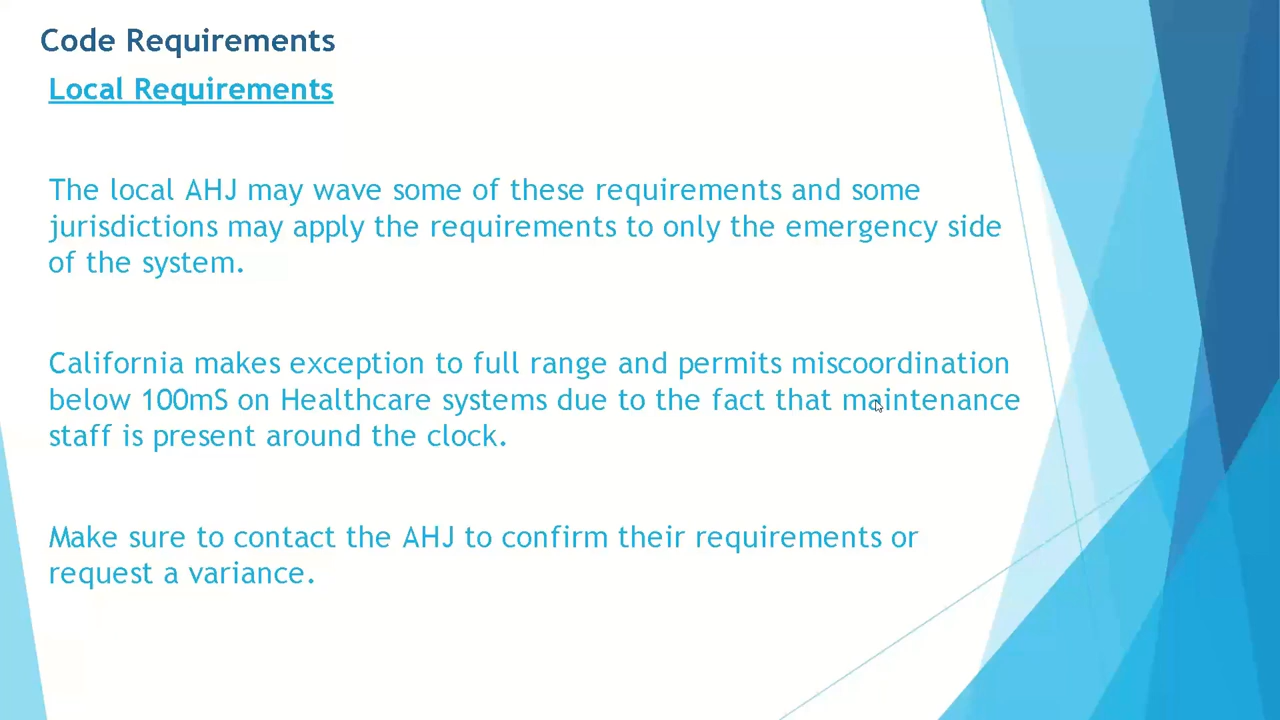 Code Requirements
Local Requirements
The local AHJ may wave some of these requirements and some
jurisdictions may apply the requirements to only the emergency side
of the system.
California makes exception to full range and permits miscoordination
below 100mS on Healthcare systems due to the fact that maintenance
staff is present around the clock.
Make sure to contact the AHJ to confirm their requirements or
request a variance.